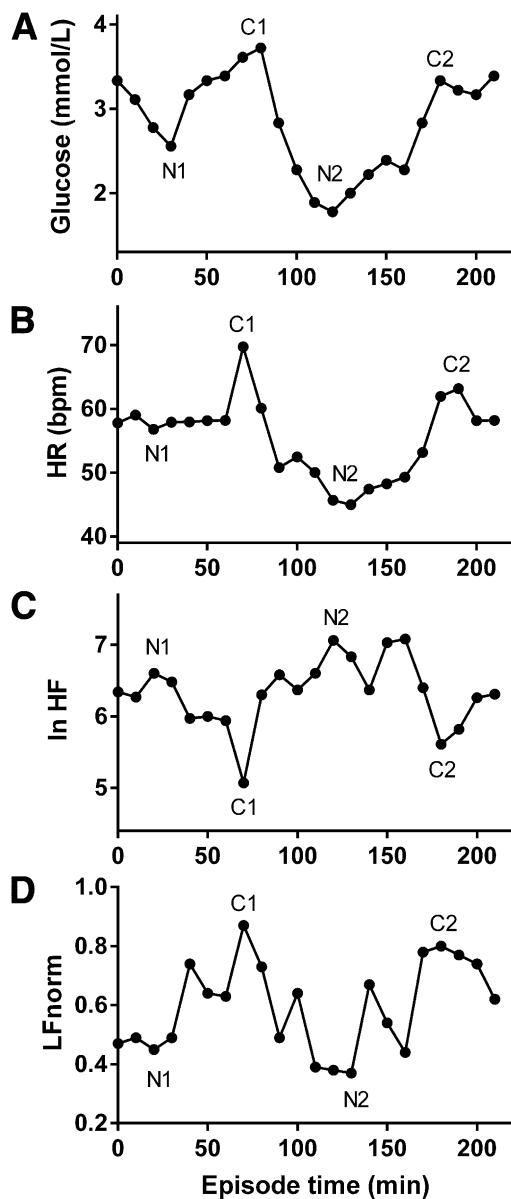 A
Glucose (mmol/L)
4
3
2
C1
C2
N1
N2
0 50 100 150 200
B
HR (bpm)
70
60
50
40
C1
C2
N1
N2
0 50 100 150 200
C
ln HF
7
6
5
N1
N2
C1
C2
0 50 100 150 200
D
LFnorm
1.0
0.8
0.6
0.4
0.2
C1
C2
N1
N2
0 50 100 150 200
Episode time (min)